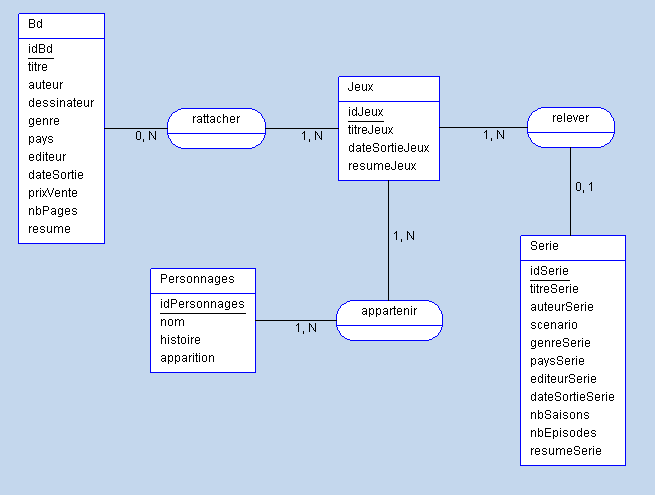 Bd
idBd
titre
auteur
dessinateur
genre
pays
editeur
dateSortie
prixVente
nbPages
resume
0, N
rattacher
1, N
Jeux
idJeux
titreJeux
dateSortieJeux
resumeJeux
1, N
relever
0, 1
1, N
Personnages
idPersonnages
nom
histoire
apparition
1, N
appartenir
Serie
idSerie
titreSerie
auteurSerie
scenario
genreSerie
paysSerie
editeurSerie
dateSortieSerie
nbSaisons
nbEpisodes
resumeSerie